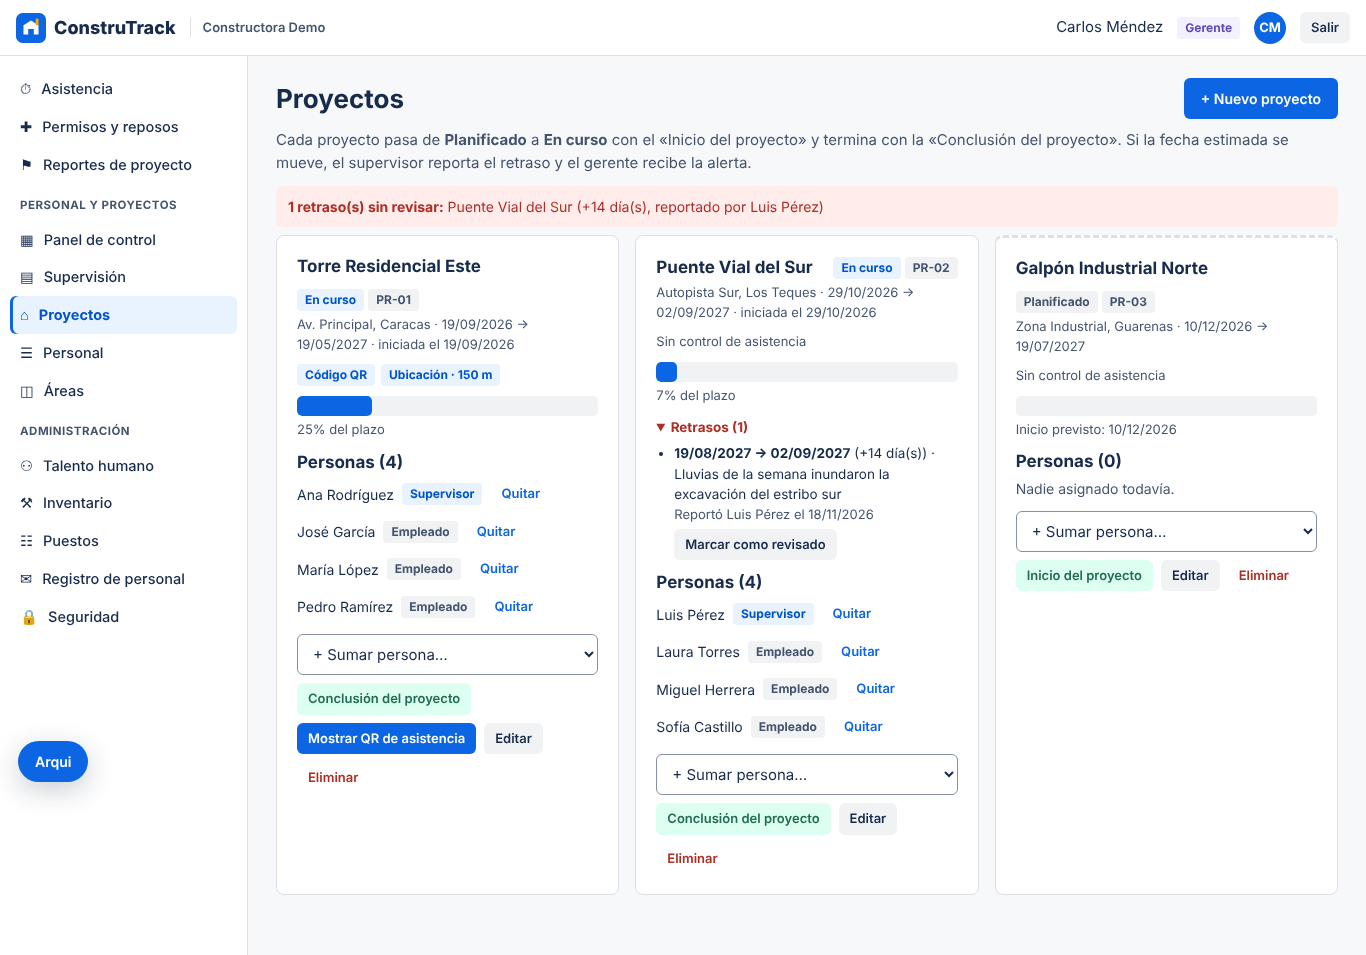 ConstruTrack
Constructora Demo
Carlos Méndez
Gerente
CM
Salir
Asistencia
Permisos y reposos
Reportes de proyecto
PERSONAL Y PROYECTOS
Panel de control
Supervisión
Proyectos
Personal
Áreas
ADMINISTRACIÓN
Talento humano
Inventario
Puestos
Registro de personal
Seguridad
Arqui
Proyectos
+ Nuevo proyecto
Cada proyecto pasa de Planificado a En curso con el «Inicio del proyecto» y termina con la «Conclusión del proyecto». Si la fecha estimada se
mueve, el supervisor reporta el retraso y el gerente recibe la alerta.
1 retraso(s) sin revisar: Puente Vial del Sur (+14 día(s), reportado por Luis Pérez)
Torre Residencial Este
En curso PR-01
Av. Principal, Caracas · 19/09/2026 →
19/05/2027 · iniciada el 19/09/2026
Código QR Ubicación · 150 m
25% del plazo
Personas (4)
Ana Rodríguez Supervisor Quitar
José García Empleado Quitar
María López Empleado Quitar
Pedro Ramírez Empleado Quitar
+ Sumar persona...
Conclusión del proyecto
Mostrar QR de asistencia Editar
Eliminar
Puente Vial del Sur En curso PR-02
Autopista Sur, Los Teques · 29/10/2026 →
02/09/2027 · iniciada el 29/10/2026
Sin control de asistencia
7% del plazo
▼ Retrasos (1)
• 19/08/2027 → 02/09/2027 (+14 día(s)) ·
Lluvias de la semana inundaron la
excavación del estribo sur
Reportó Luis Pérez el 18/11/2026
Marcar como revisado
Personas (4)
Luis Pérez Supervisor Quitar
Laura Torres Empleado Quitar
Miguel Herrera Empleado Quitar
Sofía Castillo Empleado Quitar
+ Sumar persona...
Conclusión del proyecto Editar
Eliminar
Galpón Industrial Norte
Planificado PR-03
Zona Industrial, Guarenas · 10/12/2026 →
19/07/2027
Sin control de asistencia
Inicio previsto: 10/12/2026
Personas (0)
Nadie asignado todavía.
+ Sumar persona...
Inicio del proyecto Editar Eliminar